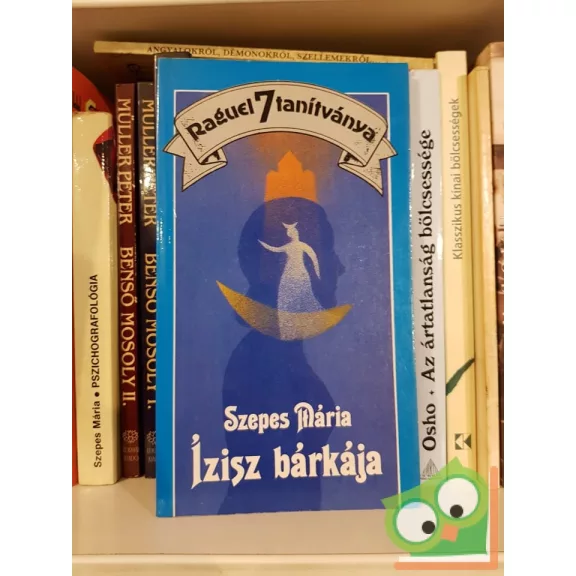 ANGYALOKRÓL, DÉMONOKRÓL, SZELLEMEKRŐL
Raguel 7 tanítványa
Szepes Mária
Ízisz bárkája
Szepes Mária • PSZICHOGRAFOLÓGIA
MÜLLER PÉTER BENSŐ MOSOLY II.
MÜLLER PÉTER BENSŐ MOSOLY I.
Osho • Az ártatlanság bölcsessége
Klasszikus kínai bölcsességek